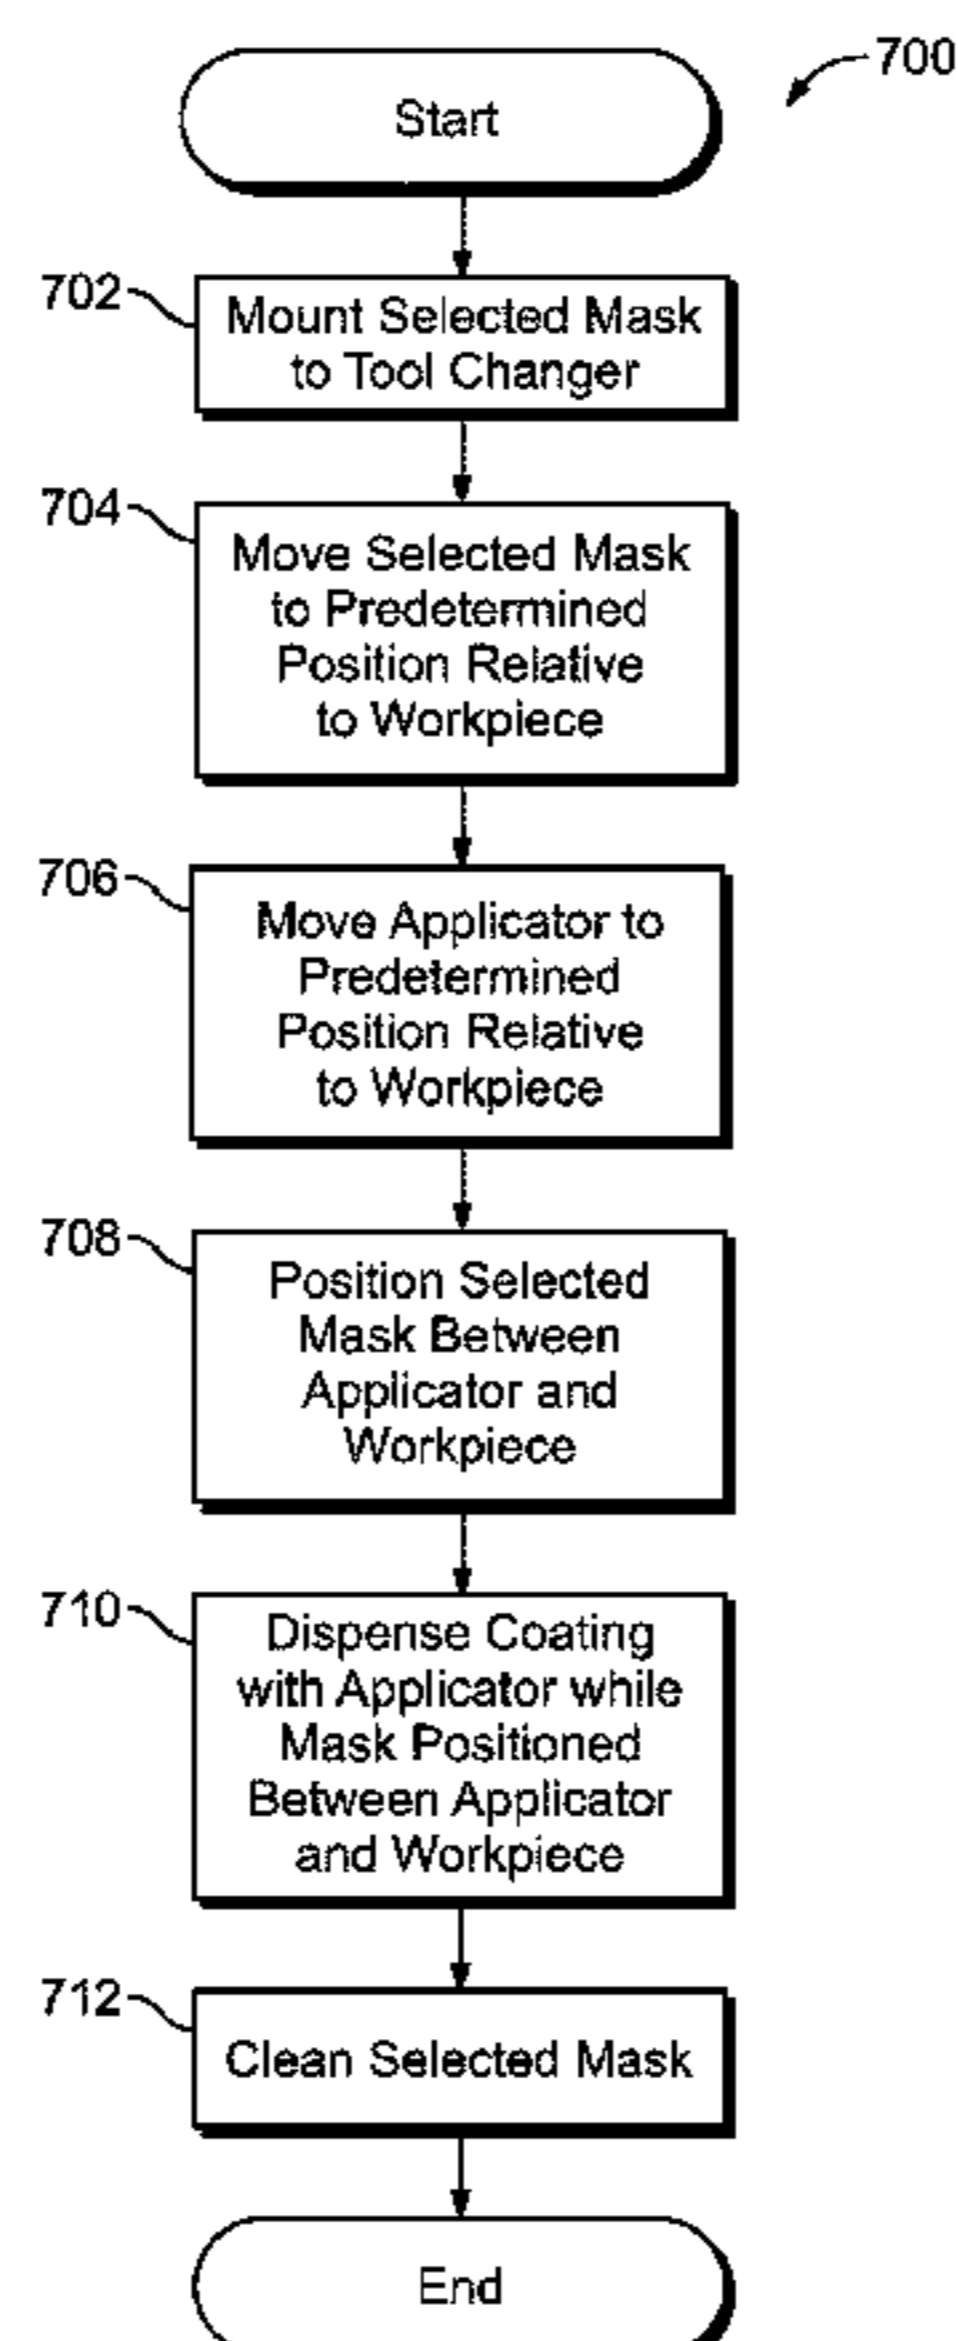 700
Start
702
Mount Selected Mask
to Tool Changer
704
Move Selected Mask
to Predetermined
Position Relative
to Workpiece
706
Move Applicator to
Predetermined
Position Relative
to Workpiece
708
Position Selected
Mask Between
Applicator and
Workpiece
710
Dispense Coating
with Applicator while
Mask Positioned
Between Applicator
and Workpiece
712
Clean Selected Mask
End